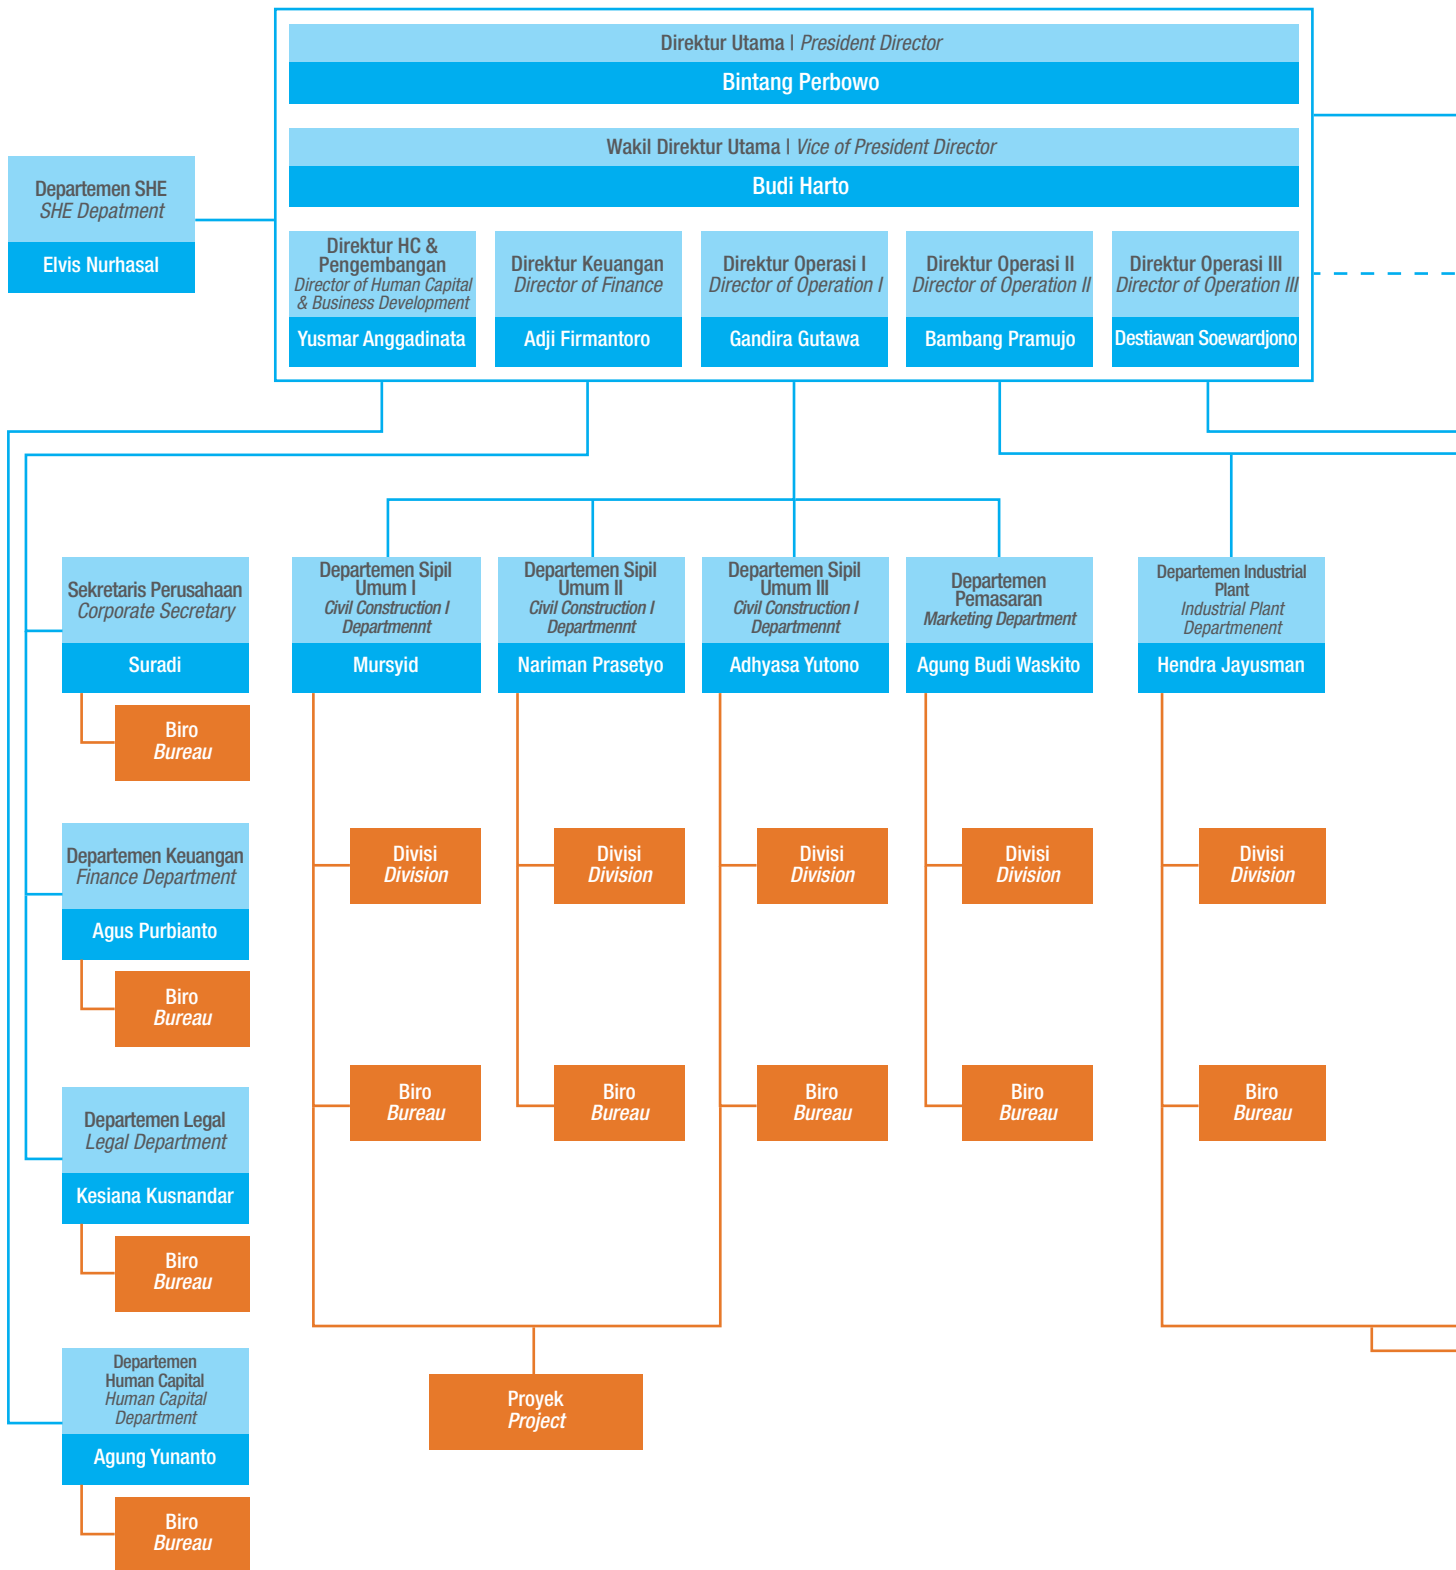 Direktur Utama | President Director
Bintang Perbowo
Wakil Direktur Utama | Vice of President Director
Budi Harto
Departemen SHE
SHE Depatment
Elvis Nurhasal
Direktur HC &
Pengembangan
Director of Human Capital
& Business Development
Yusmar Anggadinata
Direktur Keuangan
Director of Finance
Adji Firmantoro
Direktur Operasi I
Director of Operation I
Gandira Gutawa
Direktur Operasi II
Director of Operation II
Bambang Pramujo
Direktur Operasi III
Director of Operation III
Destiawan Soewardjono
Sekretaris Perusahaan
Corporate Secretary
Suradi
Biro
Bureau
Departemen Keuangan
Finance Department
Agus Purbianto
Biro
Bureau
Departemen Legal
Legal Department
Kesiana Kusnandar
Biro
Bureau
Departemen
Human Capital
Human Capital
Department
Agung Yunanto
Biro
Bureau
Departemen Sipil
Umum I
Civil Construction I
Departmennt
Mursyid
Divisi
Division
Biro
Bureau
Departemen Sipil
Umum II
Civil Construction I
Departmennt
Nariman Prasetyo
Divisi
Division
Biro
Bureau
Departemen Sipil
Umum III
Civil Construction I
Departmennt
Adhyasa Yutono
Divisi
Division
Biro
Bureau
Proyek
Project
Departemen
Pemasaran
Marketing Department
Agung Budi Waskito
Divisi
Division
Biro
Bureau
Departemen Industrial
Plant
Industrial Plant
Departmenent
Hendra Jayusman
Divisi
Division
Biro
Bureau